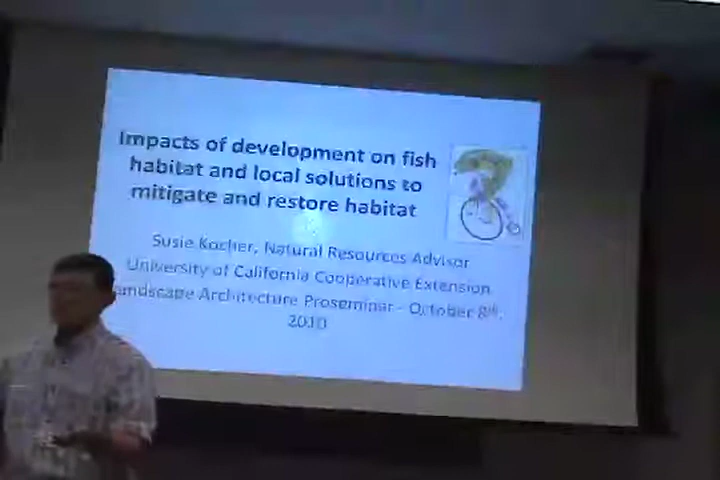 Impacts of development on fish
habitat and local solutions to
mitigate and restore habitat
Susie Kocher, Natural Resources Advisor
University of California Cooperative Extension
Landscape Architecture Proseminar - October 8th,
2010